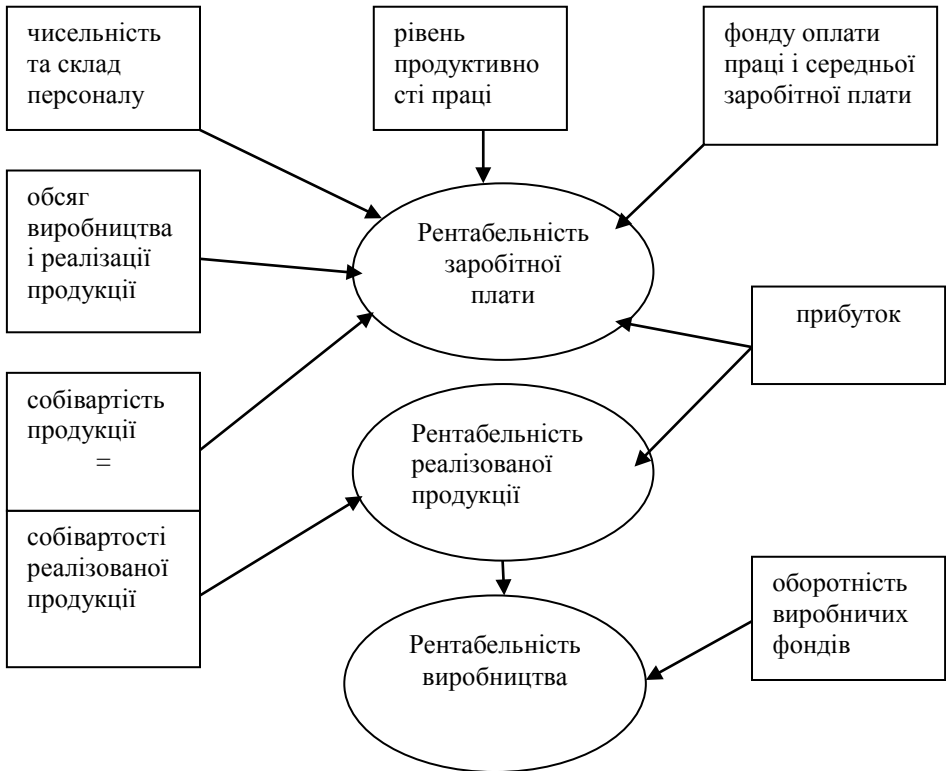 чисельність
та склад
персоналу
рівень
продуктивно
сті праці
фонду оплати
праці і середньої
заробітної плати
обсяг
виробництва
і реалізації
продукції
Рентабельність
заробітної
плати
прибуток
собівартість
продукції
=
Рентабельність
реалізованої
продукції
собівартості
реалізованої
продукції
оборотність
виробничих
фондів
Рентабельність
виробництва